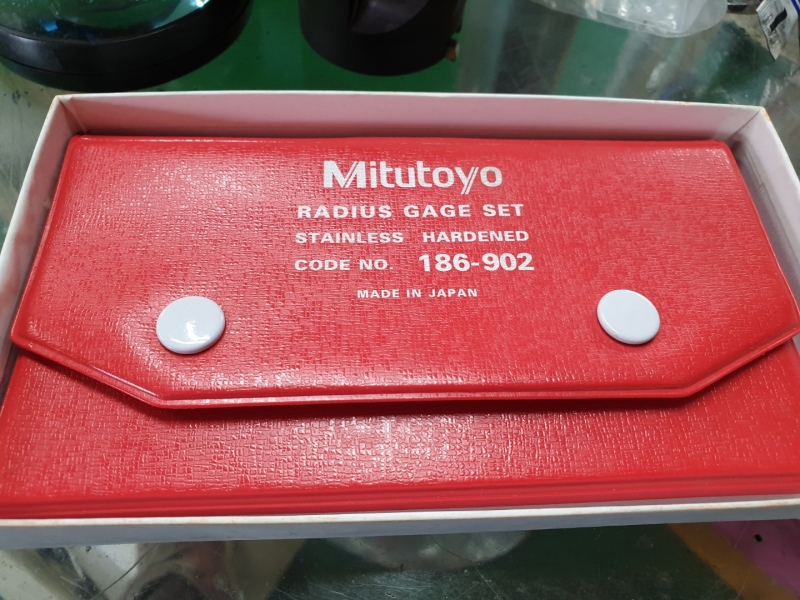 Mitutoyo
RADIUS GAGE SET
STAINLESS HARDENED
CODE NO. 186-902
MADE IN JAPAN